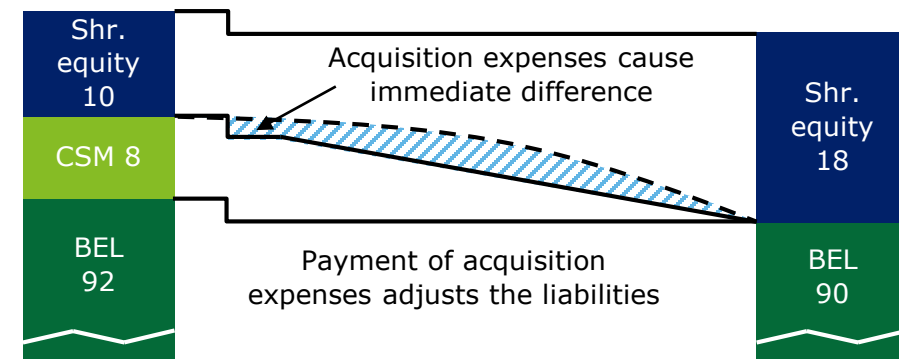 Shr.
equity
10
CSM 8
BEL
92
Acquisition expenses cause
immediate difference
Payment of acquisition
expenses adjusts the liabilities
Shr.
equity
18
BEL
90